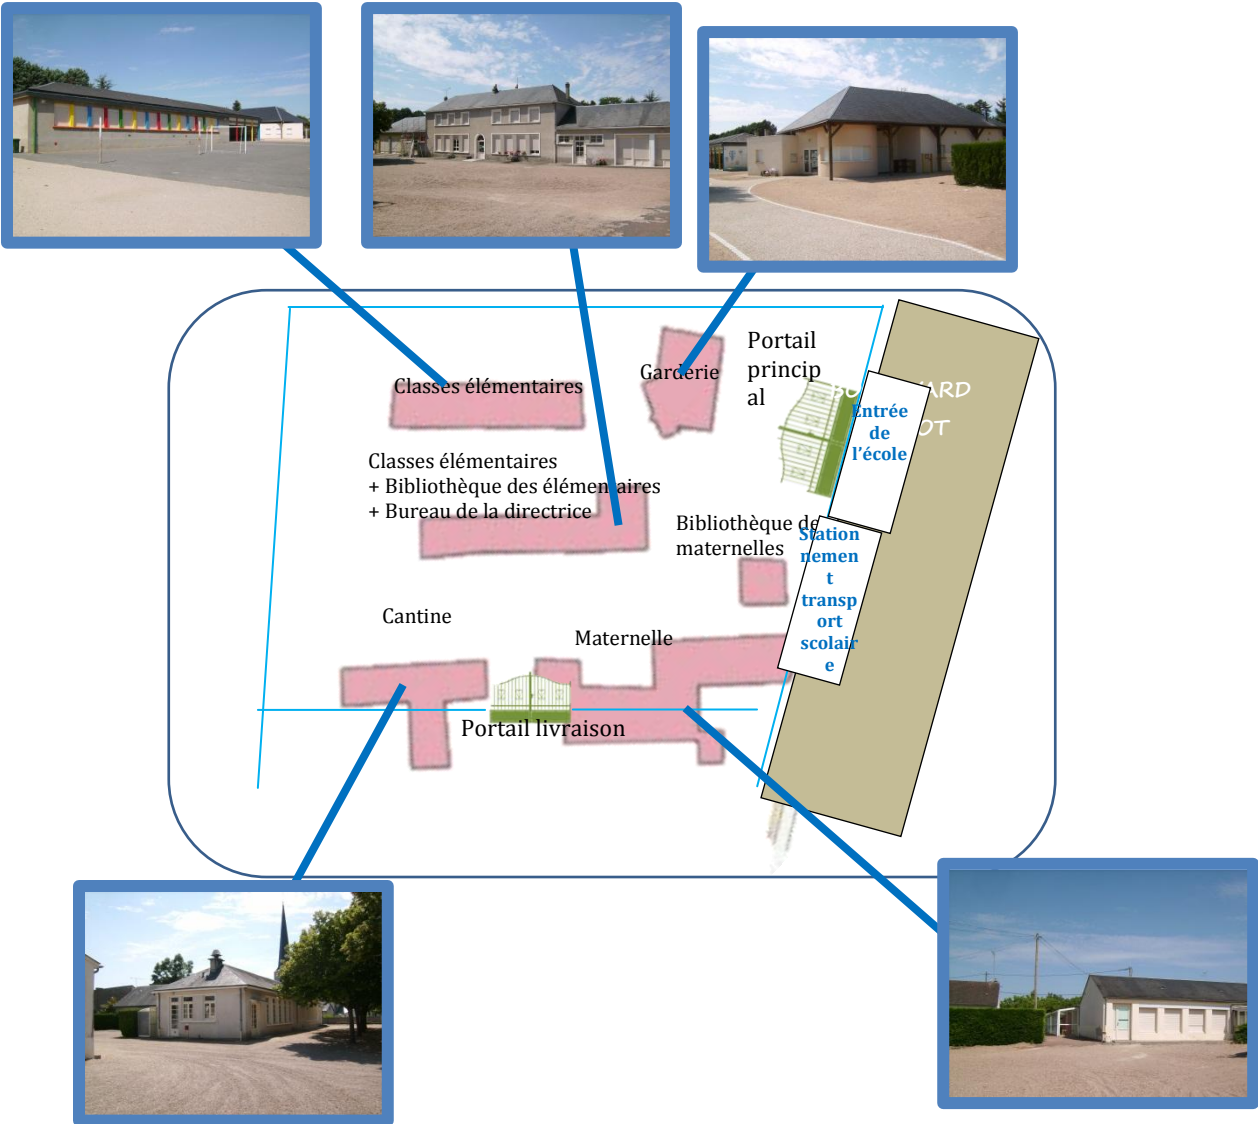 Portail
princip
al
Garderie
Classes élémentaires
Entrée
de
l'école
Classes élémentaires
+ Bibliothèque des élémentaires
+ Bureau de la directrice
Bibliothèque de
maternelles
Station
nemen
t
transp
ort
scolair
e
Cantine
Maternelle
Portail livraison